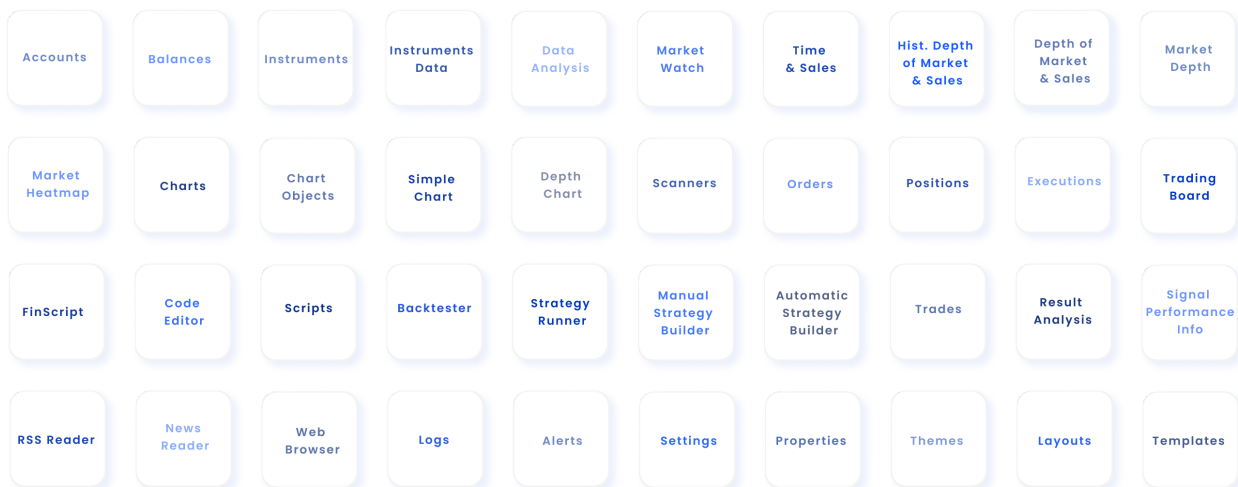 Accounts
Balances
Instruments
Instruments
Data
Data
Analysis
Market
Watch
Time
& Sales
Hist. Depth
of Market
& Sales
Depth of
Market
& Sales
Market
Depth
Market
Heatmap
Charts
Chart
Objects
Simple
Chart
Depth
Chart
Scanners
Orders
Positions
Executions
Trading
Board
FinScript
Code
Editor
Scripts
Backtester
Strategy
Runner
Manual
Strategy
Builder
Automatic
Strategy
Builder
Trades
Result
Analysis
Signal
Performance
Info
RSS Reader
News
Reader
Web
Browser
Logs
Alerts
Settings
Properties
Themes
Layouts
Templates